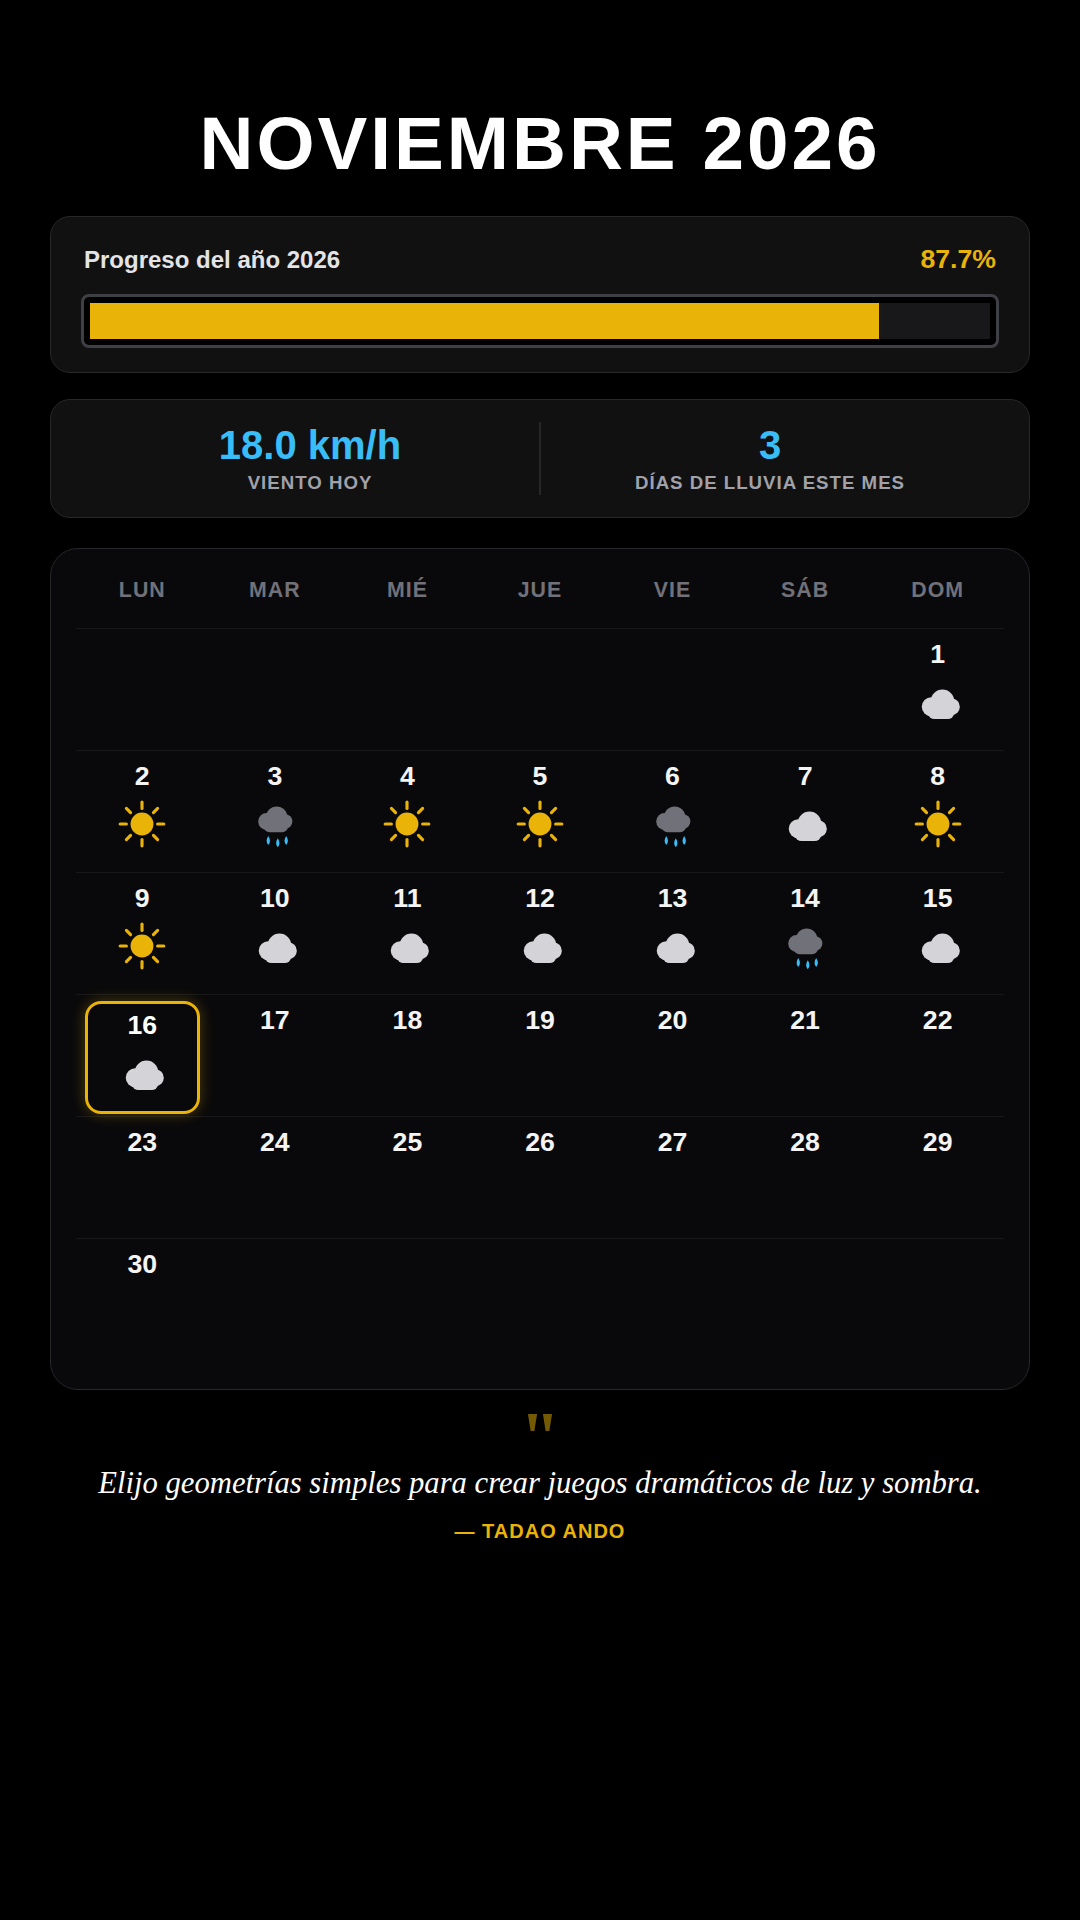 NOVIEMBRE 2026
Progreso del año 2026 87.7%
18.0 km/h 3
VIENTO HOY DÍAS DE LLUVIA ESTE MES
LUN MAR MIÉ JUE VIE SÁB DOM
1
2 3 4 5 6 7 8
9 10 11 12 13 14 15
16 17 18 19 20 21 22
23 24 25 26 27 28 29
30
"
Elijo geometrías simples para crear juegos dramáticos de luz y sombra.
— TADAO ANDO